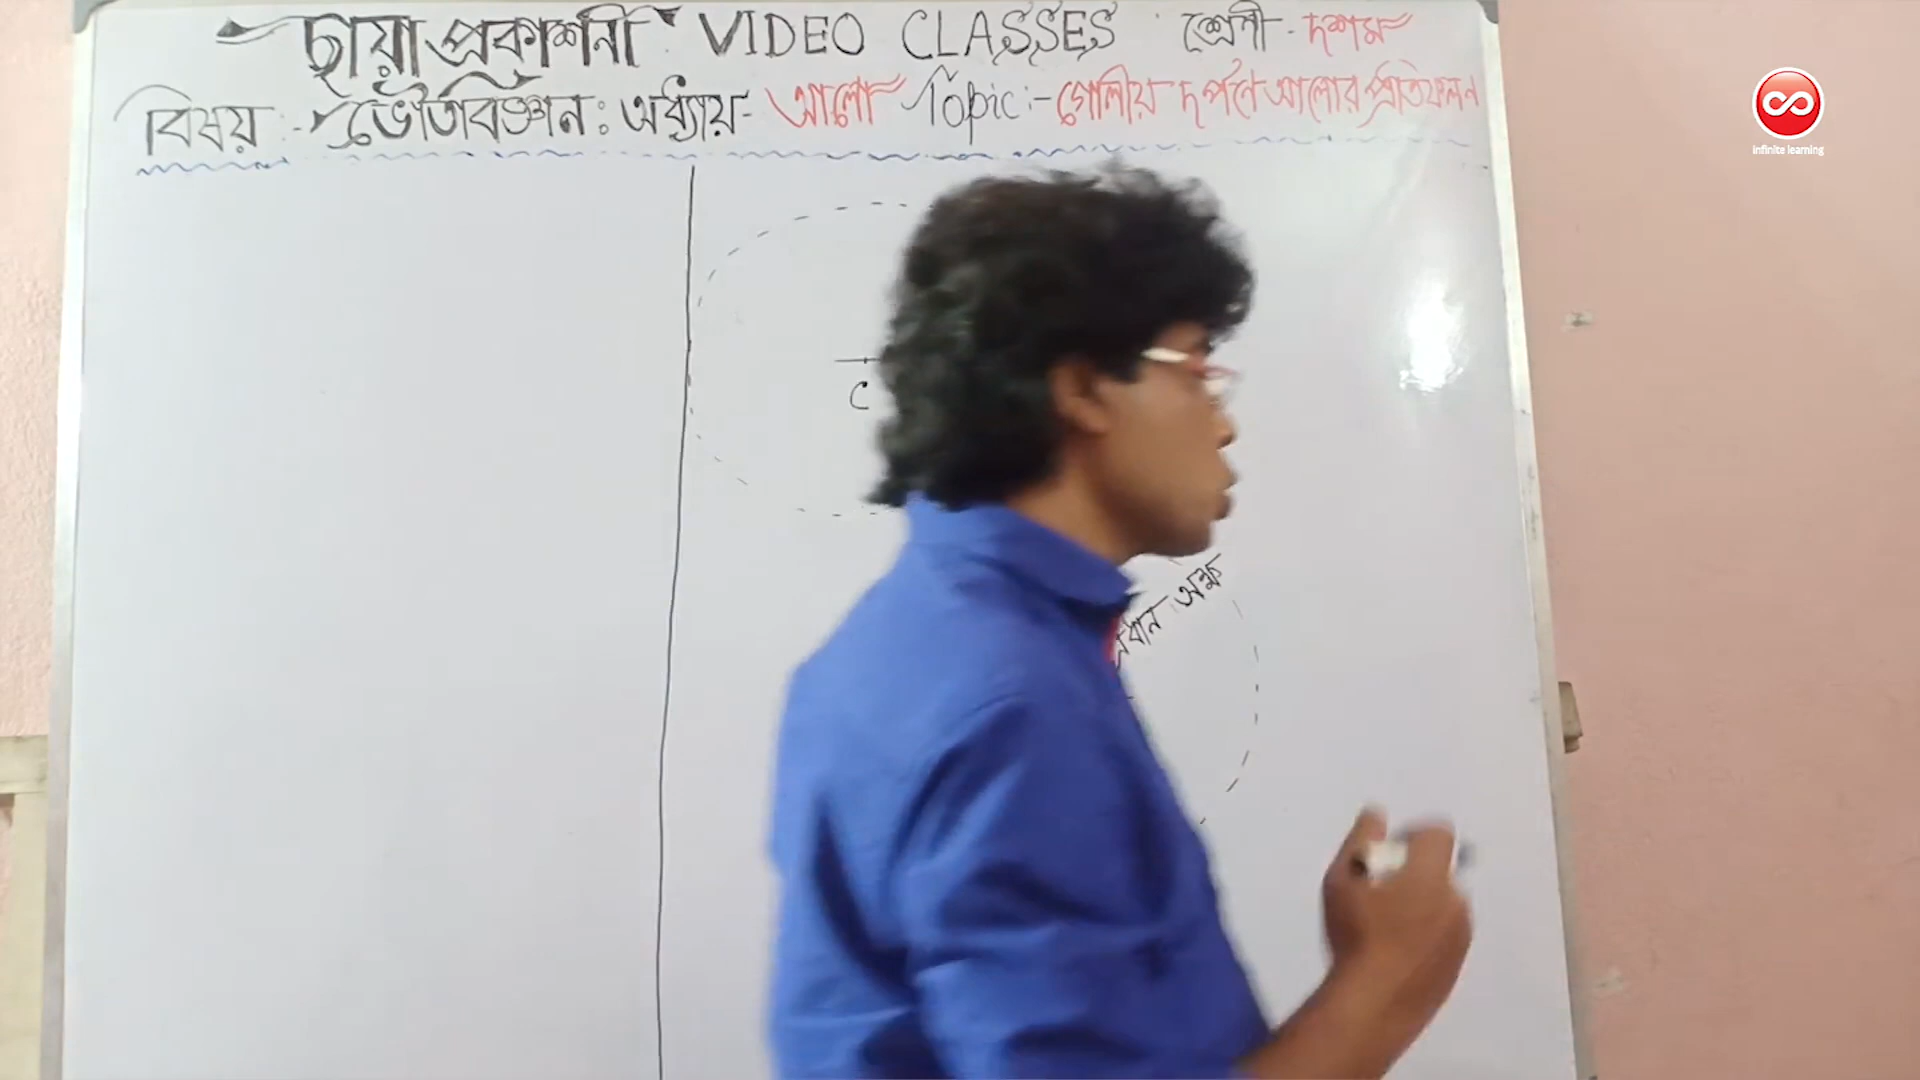 ছায়া প্রকাশনী VIDEO CLASSES শ্রেণী - দশম
বিষয় :- ভৌতবিজ্ঞান : অধ্যায় - আলো Topic :- গোলীয় দর্পণে আলোর প্রতিফলন
infinite learning
C
প্রধান অক্ষ